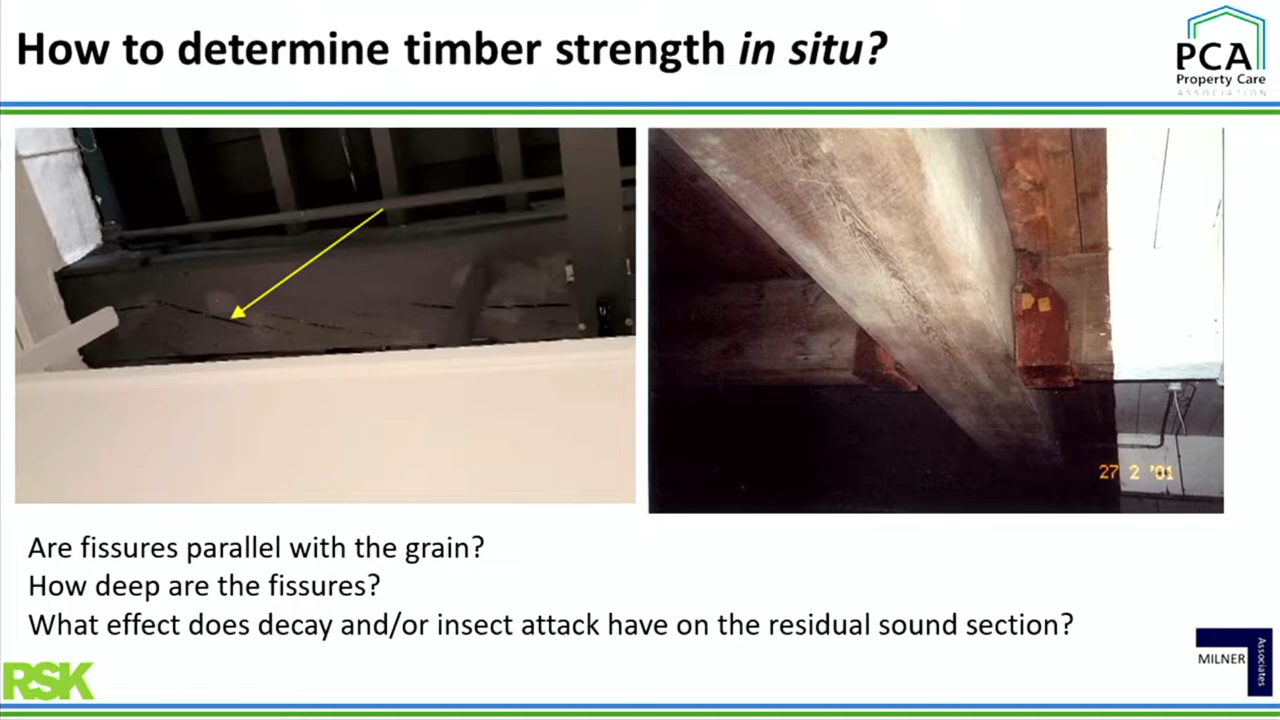 How to determine timber strength in situ?
PCA
Property Care
ASSOCIATION
27 2 '01
Are fissures parallel with the grain?
How deep are the fissures?
What effect does decay and/or insect attack have on the residual sound section?
RSK
MILNER
Associates